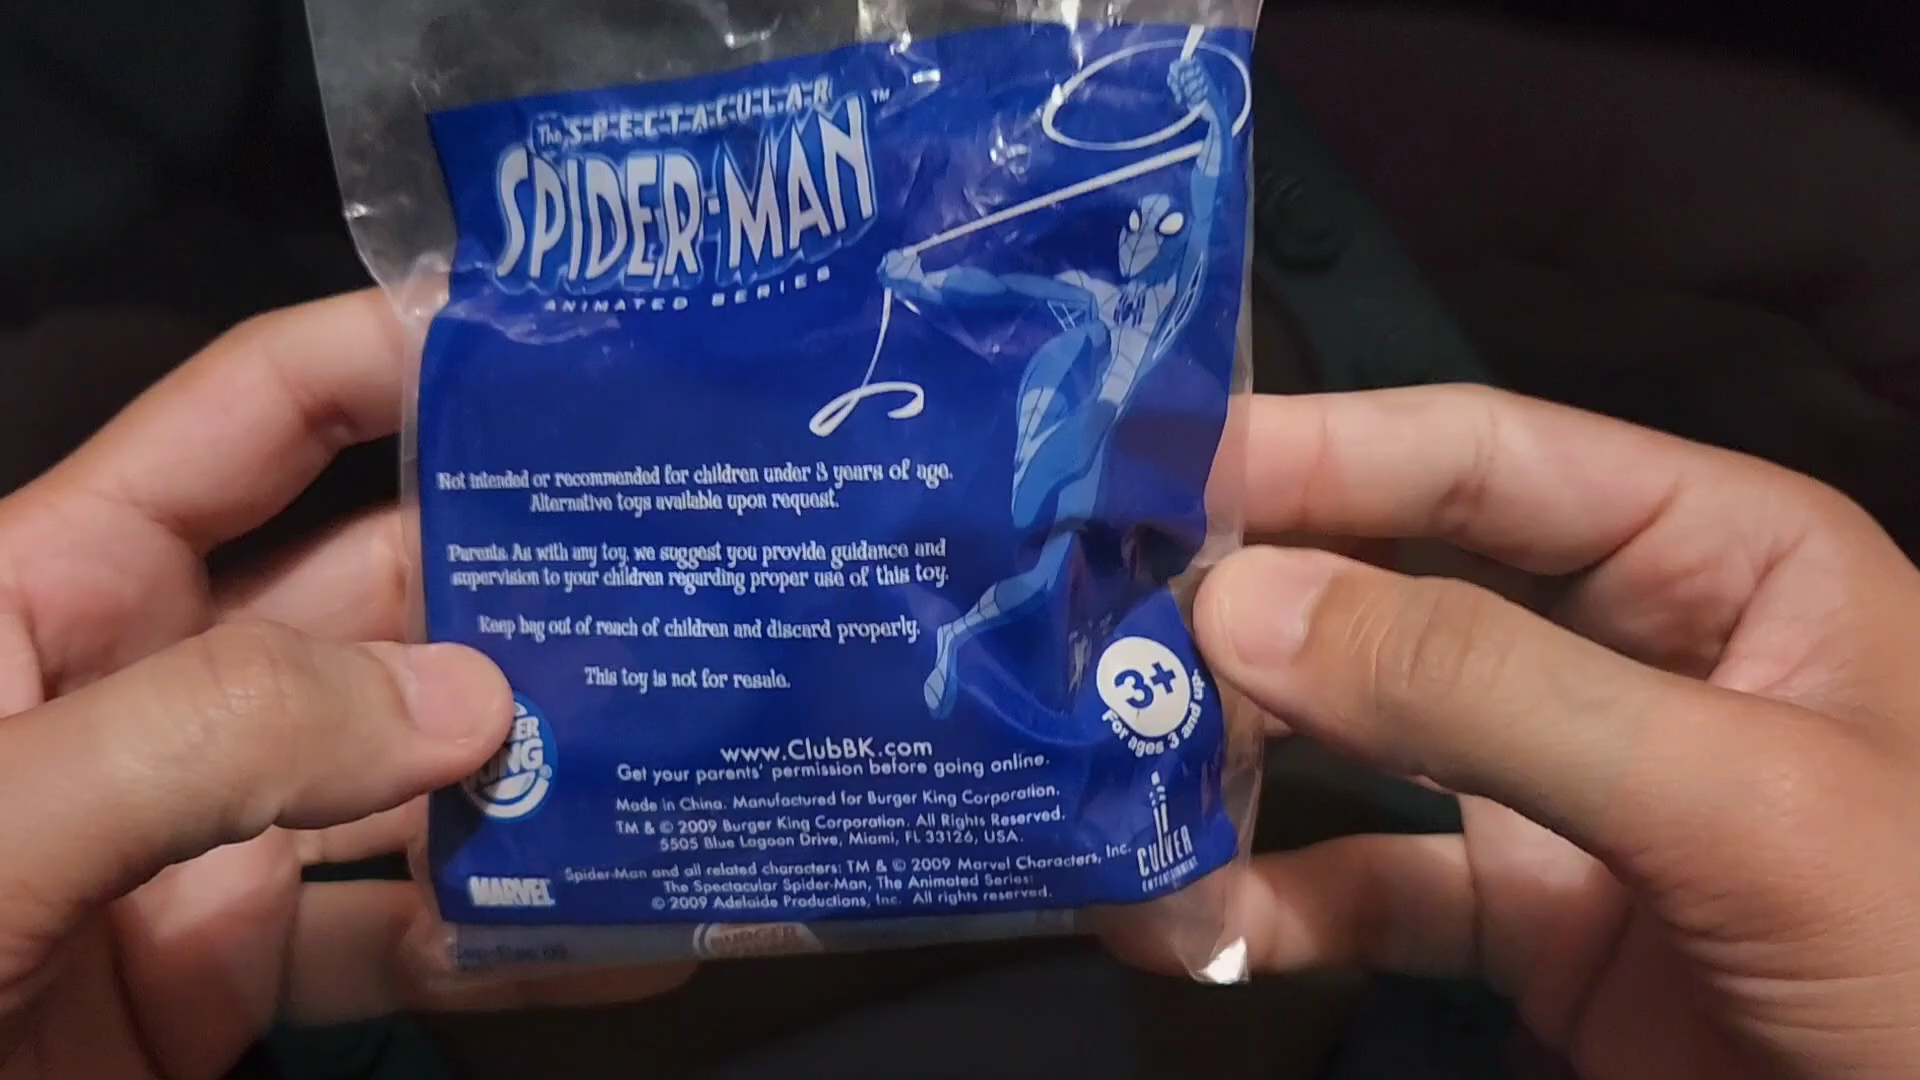 The SPECTACULAR ™
SPIDER-MAN
ANIMATED SERIES
Not intended or recommended for children under 3 years of age.
Alternative toys available upon request.
Parents: As with any toy, we suggest you provide guidance and
supervision to your children regarding proper use of this toy.
Keep bag out of reach of children and discard properly.
This toy is not for resale.
3+
For ages 3 and up.
www.ClubBK.com
Get your parents' permission before going online.
Made in China. Manufactured for Burger King Corporation.
TM & © 2009 Burger King Corporation. All Rights Reserved.
5505 Blue Lagoon Drive, Miami, FL 33126, USA.
Spider-Man and all related characters: TM & © 2009 Marvel Characters, Inc.
The Spectacular Spider-Man, The Animated Series:
© 2009 Adelaide Productions, Inc. All rights reserved.
MARVEL
CULVER
ENTERTAINMENT
BURGER